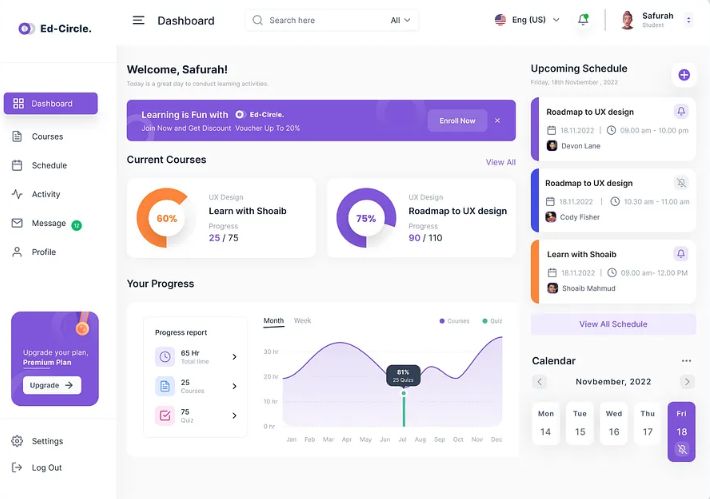 Ed-Circle.
Dashboard
Search here
All
Eng (US)
Safurah
Student
Dashboard
Courses
Schedule
Activity
Message
12
Profile
Upgrade your plan,
Premium Plan
Upgrade
Settings
Log Out
Welcome, Safurah!
Today is a great day to conduct learning activities.
Learning is Fun with Ed-Circle.
Join Now and Get Discount Voucher Up To 20%
Enroll Now
Current Courses
View All
60%
UX Design
Learn with Shoaib
Progress
25 / 75
75%
UX Design
Roadmap to UX design
Progress
90 / 110
Your Progress
Progress report
65 Hr
Total time
25
Courses
75
Quiz
Month
Week
Courses
Quiz
30 hr
20 hr
10 hr
0 hr
81%
25 Quizs
Jan Feb Mar Apr May Jun Jul Aug Sep Oct Nov Dec
Upcoming Schedule
Friday, 18th Novbember , 2022
Roadmap to UX design
18.11.2022 | 09.00 am - 10.00 pm
Devon Lane
Roadmap to UX design
18.11.2022 | 10.30 am - 11.00 am
Cody Fisher
Learn with Shoaib
18.11.2022 | 09.00 am- 12.00 PM
Shoaib Mahmud
View All Schedule
Calendar
Novbember, 2022
Mon Tue Wed Thu Fri
14 15 16 17 18